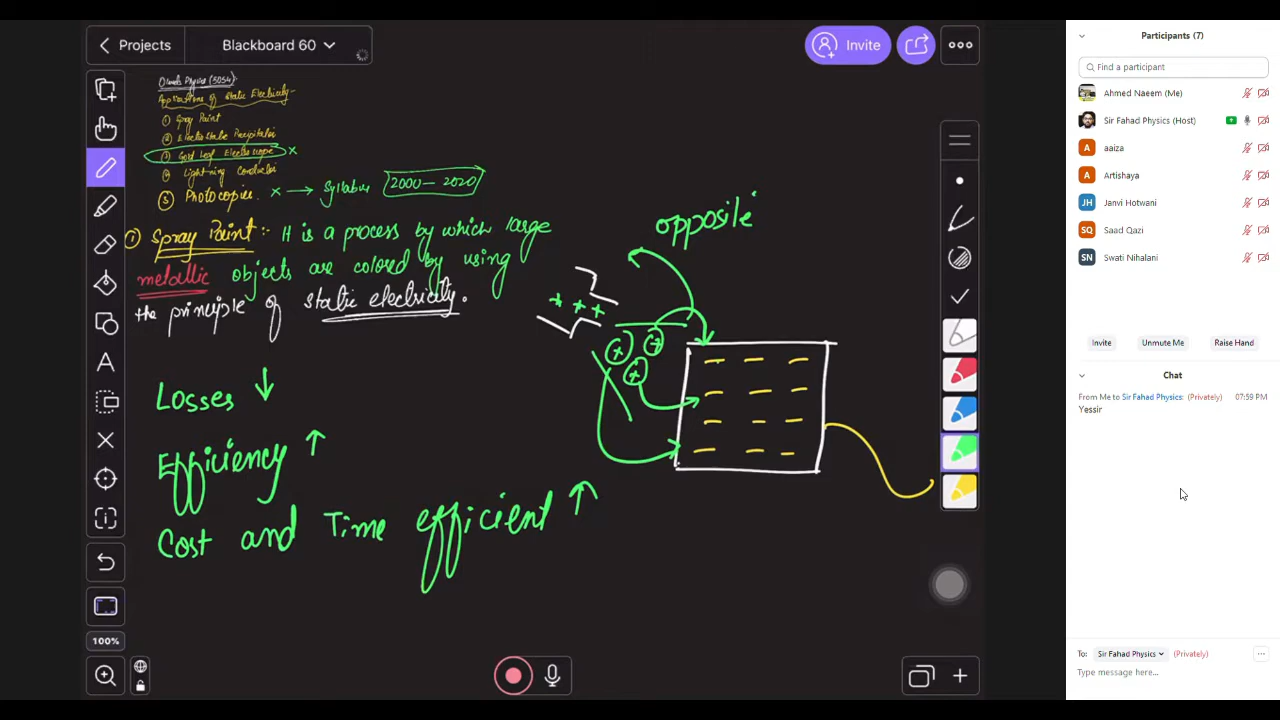 Projects
Blackboard 60
Invite
O Levels Physics (5054)
Applications of Static Electricity
① Spray Paint
② Electrostatic Precipitator
③ Gold Leaf Electroscope ×
④ Lightning Conductor
⑤ Photocopier × → Syllabus 2000 — 2020
① Spray Paint:- It is a process by which large
metallic objects are colored by using
the principle of static electricity.
opposite
+ + +
+ + +
Losses ↓
Efficiency ↑
Cost and Time efficient ↑
100%
Participants (7)
Find a participant
Ahmed Naeem (Me)
Sir Fahad Physics (Host)
A aaiza
A Artishaya
JH Janvi Hotwani
SQ Saad Qazi
SN Swati Nihalani
Invite Unmute Me Raise Hand
Chat
From Me to Sir Fahad Physics: (Privately) 07:59 PM
Yessir
To: Sir Fahad Physics (Privately)
Type message here...